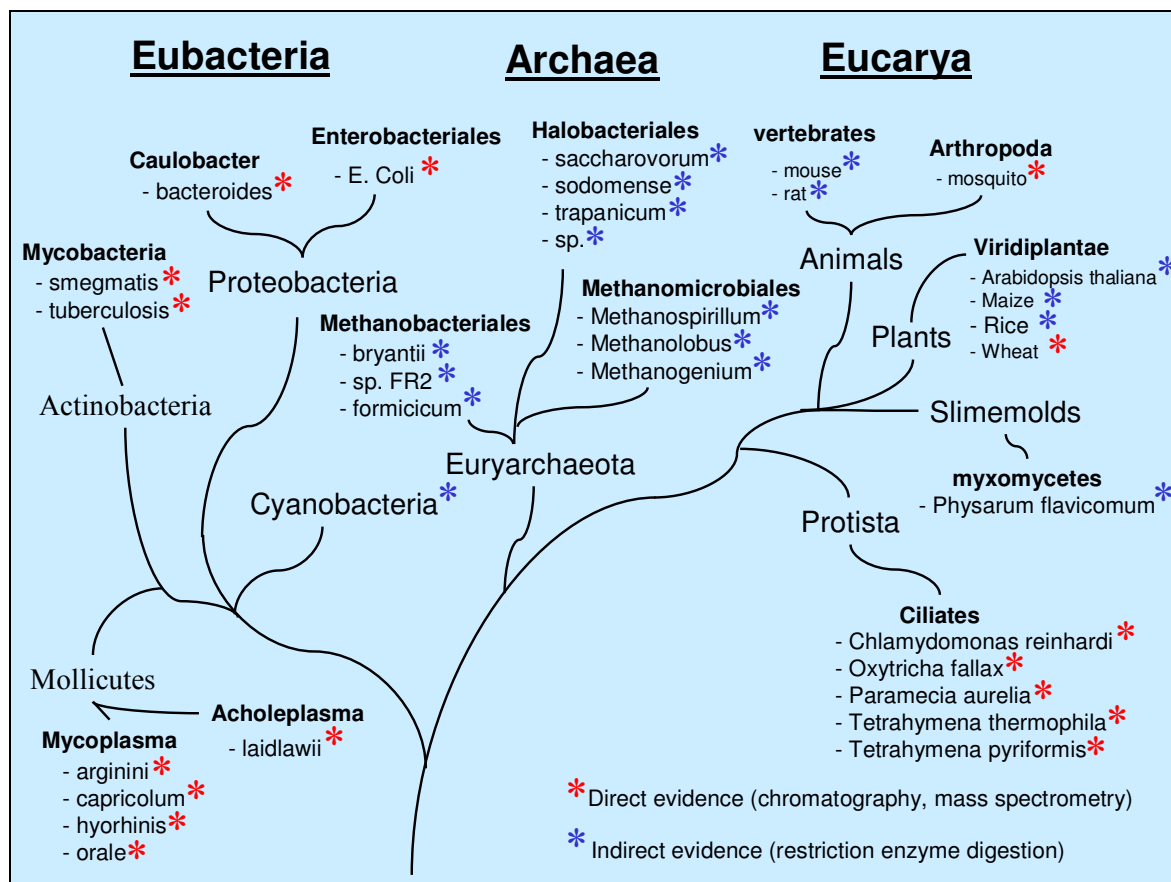 Eubacteria
Archaea
Eucarya
Caulobacter
- bacteroides*
Enterobacteriales
- E. Coli*
Mycobacteria
- smegmatis*
- tuberculosis*
Proteobacteria
Actinobacteria
Cyanobacteria*
Mollicutes
Acholeplasma
- laidlawii*
Mycoplasma
- arginini*
- capricolum*
- hyorhinis*
- orale*
Halobacteriales
- saccharovorum*
- sodomense*
- trapanicum*
- sp.*
Methanomicrobiales
- Methanospirillum*
- Methanolobus*
- Methanogenium*
Methanobacteriales
- bryantii*
- sp. FR2*
- formicicum*
Euryarchaeota
vertebrates
- mouse*
- rat*
Arthropoda
- mosquito*
Animals
Viridiplantae
- Arabidopsis thaliana*
- Maize*
- Rice*
- Wheat*
Plants
Slimemolds
myxomycetes
- Physarum flavicomum*
Protista
Ciliates
- Chlamydomonas reinhardi*
- Oxytricha fallax*
- Paramecia aurelia*
- Tetrahymena thermophila*
- Tetrahymena pyriformis*
*Direct evidence (chromatography, mass spectrometry)
* Indirect evidence (restriction enzyme digestion)